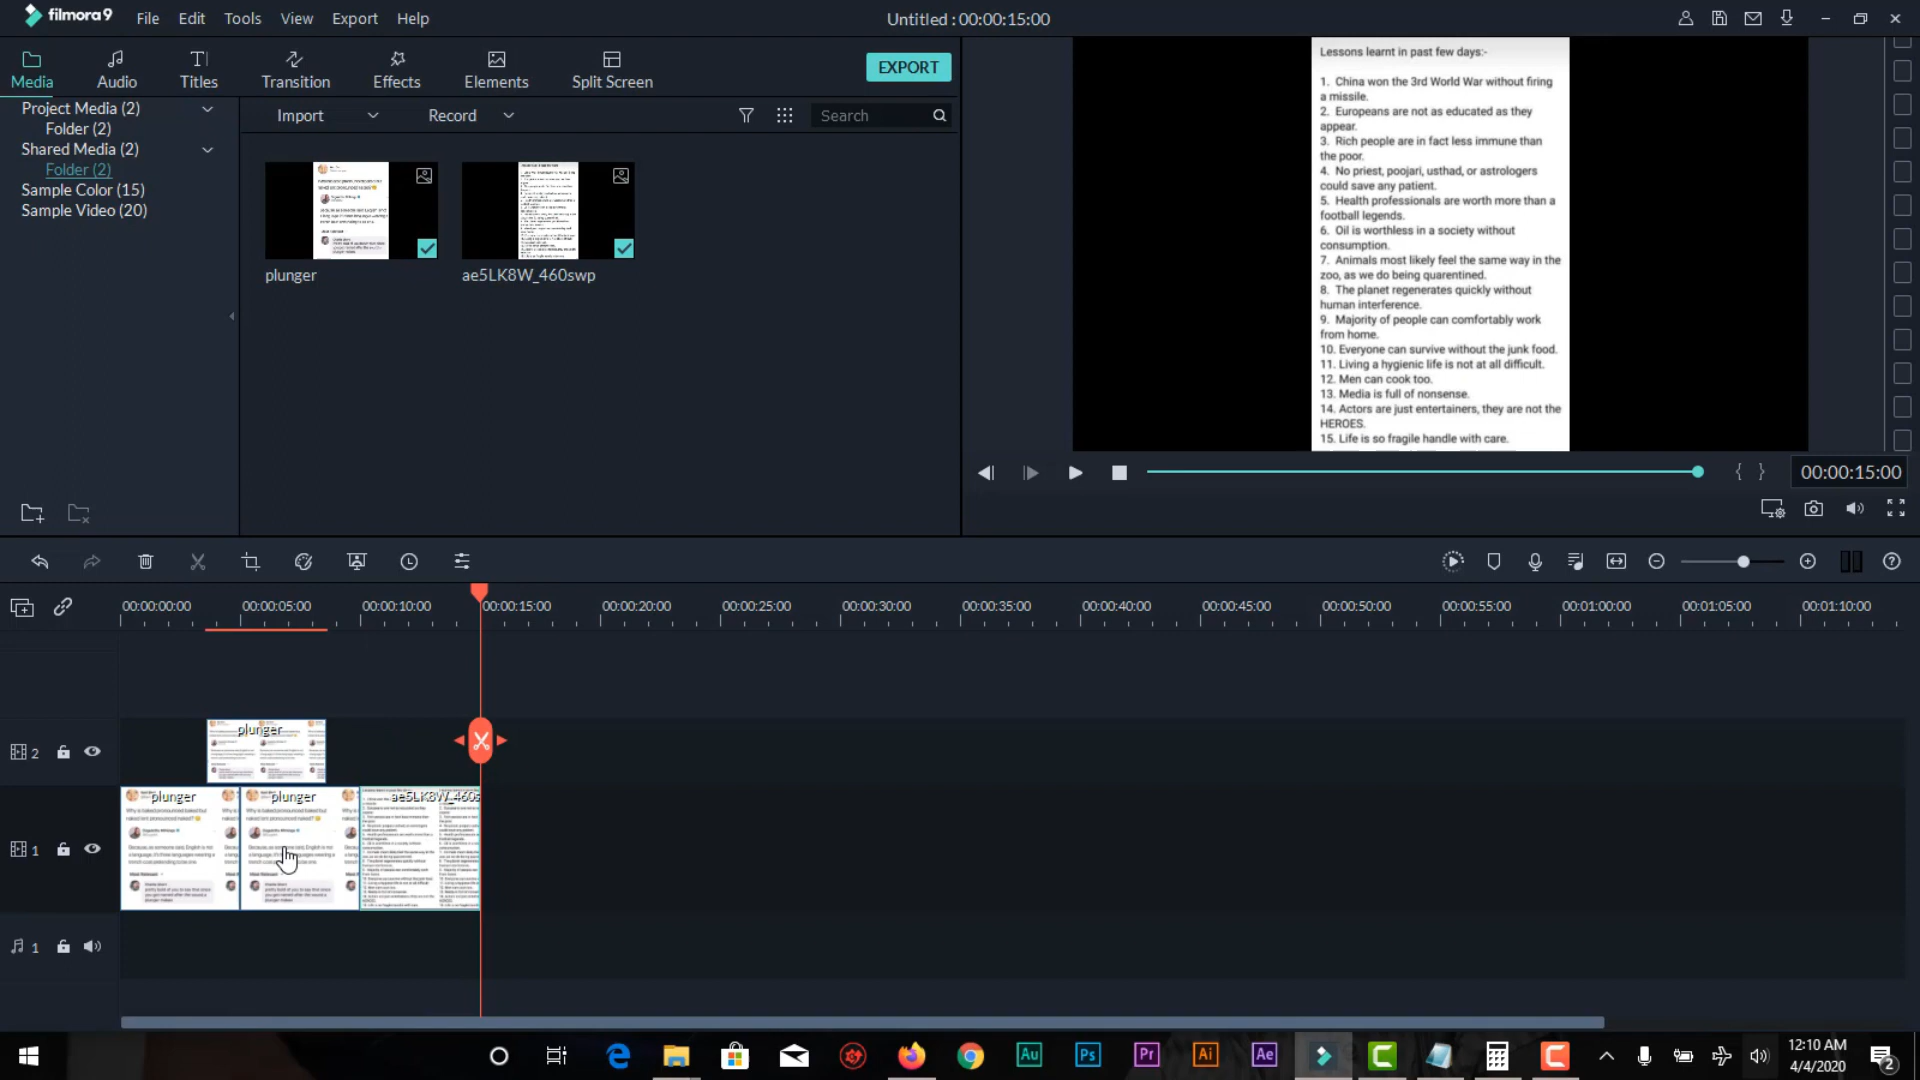 filmora9 File Edit Tools View Export Help
Untitled : 00:00:15:00
Media Audio Titles Transition Effects Elements Split Screen
EXPORT
Project Media (2)
Folder (2)
Shared Media (2)
Folder (2)
Sample Color (15)
Sample Video (20)
Import Record Search
plunger ae5LK8W_460swp
Lessons learnt in past few days:-
1. China won the 3rd World War without firing
a missile.
2. Europeans are not as educated as they
appear.
3. Rich people are in fact less immune than
the poor.
4. No priest, poojari, usthad, or astrologers
could save any patient.
5. Health professionals are worth more than a
football legends.
6. Oil is worthless in a society without
consumption.
7. Animals most likely feel the same way in the
zoo, as we do being quarentined.
8. The planet regenerates quickly without
human interference.
9. Majority of people can comfortably work
from home.
10. Everyone can survive without the junk food.
11. Living a hygienic life is not at all difficult.
12. Men can cook too.
13. Media is full of nonsense.
14. Actors are just entertainers, they are not the
HEROES.
15. Life is so fragile handle with care.
{ } 00:00:15:00
00:00:00:00 00:00:05:00 00:00:10:00 00:00:15:00 00:00:20:00 00:00:25:00 00:00:30:00 00:00:35:00 00:00:40:00 00:00:45:00 00:00:50:00 00:00:55:00 00:01:00:00 00:01:05:00 00:01:10:00
2
plunger
1
plunger plunger ae5LK8W_460s
1
Au Ps Pr Ai Ae
12:10 AM
4/4/2020
2